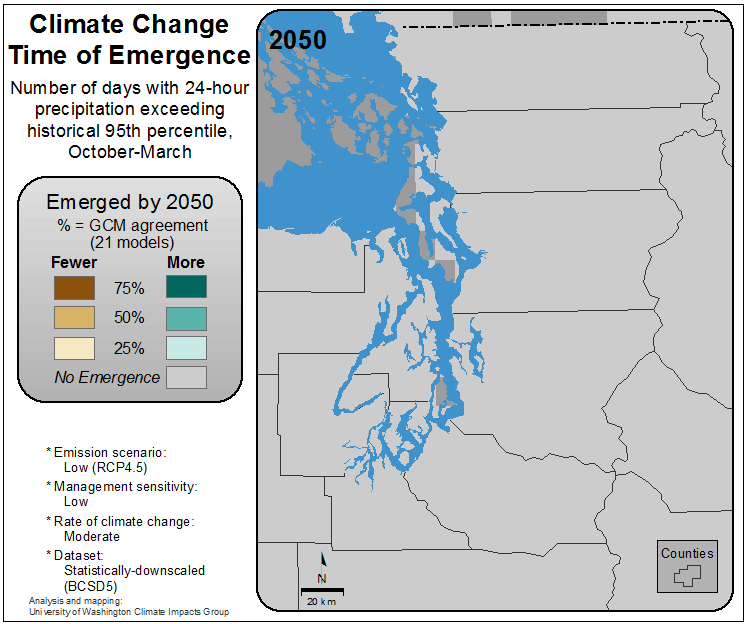 Climate Change
Time of Emergence
Number of days with 24-hour
precipitation exceeding
historical 95th percentile,
October-March
Emerged by 2050
% = GCM agreement
(21 models)
Fewer More
75%
50%
25%
No Emergence
* Emission scenario:
Low (RCP4.5)
* Management sensitivity:
Low
* Rate of climate change:
Moderate
* Dataset:
Statistically-downscaled
(BCSD5)
Analysis and mapping:
University of Washington Climate Impacts Group
2050
N
20 km
Counties